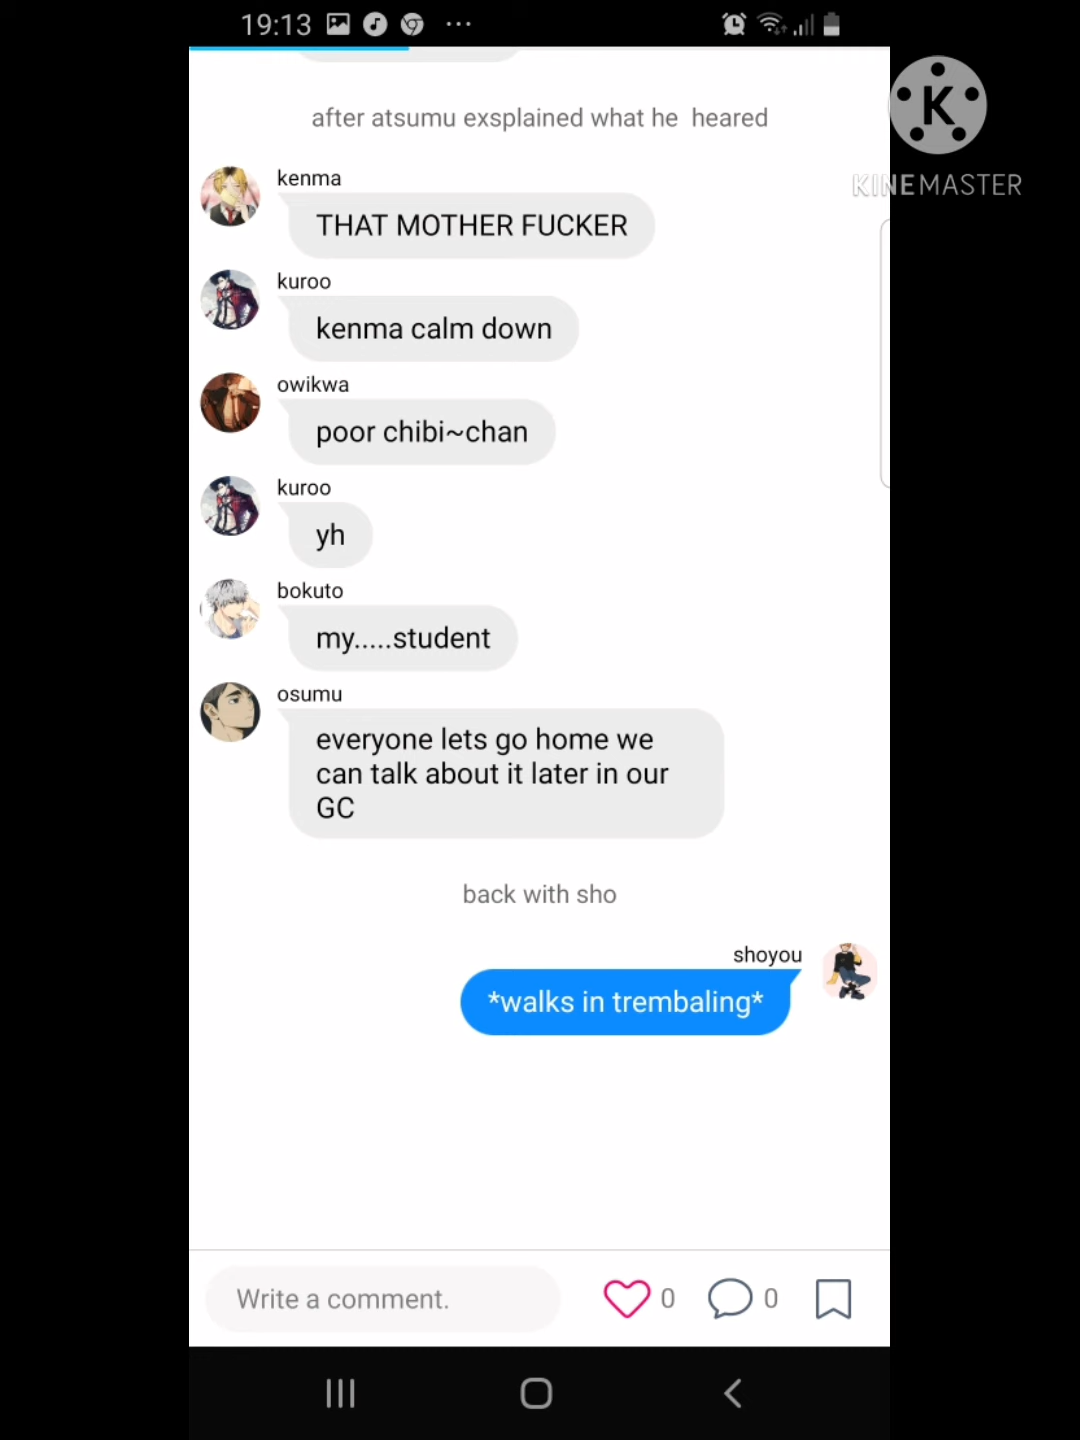 19:13
after atsumu exsplained what he heared
KINEMASTER
kenma
THAT MOTHER FUCKER
kuroo
kenma calm down
owikwa
poor chibi~chan
kuroo
yh
bokuto
my.....student
osumu
everyone lets go home we
can talk about it later in our
GC
back with sho
shoyou
*walks in trembaling*
Write a comment.
0
0